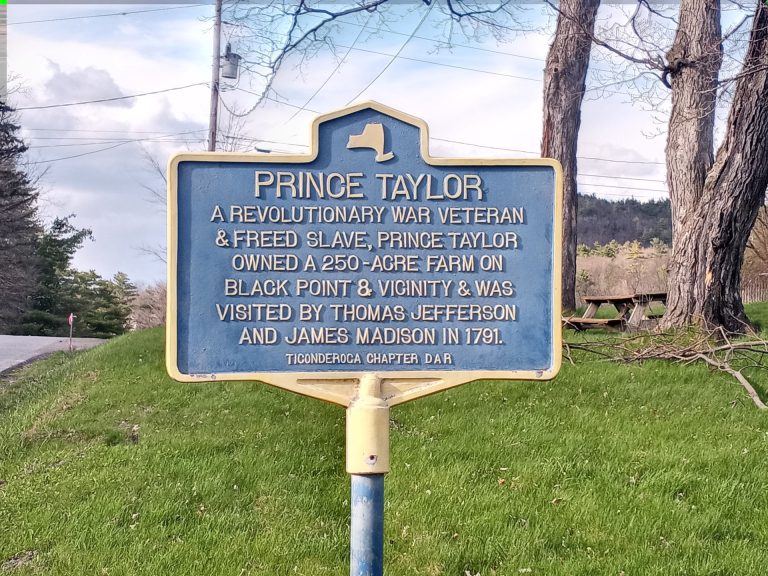 PRINCE TAYLOR
A REVOLUTIONARY WAR VETERAN
& FREED SLAVE, PRINCE TAYLOR
OWNED A 250-ACRE FARM ON
BLACK POINT & VICINITY & WAS
VISITED BY THOMAS JEFFERSON
AND JAMES MADISON IN 1791.
TICONDEROGA CHAPTER DAR